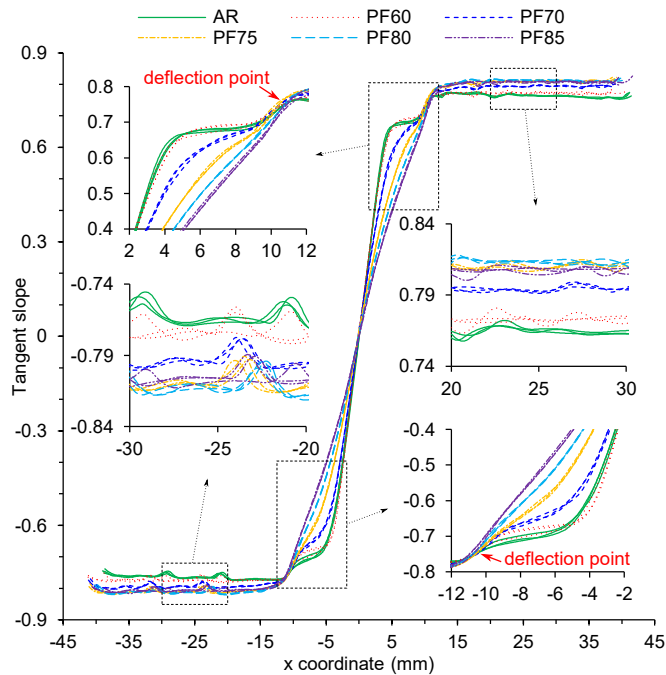 AR PF60 PF70
PF75 PF80 PF85
Tangent slope
0.9
0.6
0.4
0.2
0
-0.3
-0.6
-0.9
-45 -35 -25 -15 -5 5 15 25 35 45
x coordinate (mm)
deflection point
0.8
0.7
0.6
0.5
0.4
2 4 6 8 10 12
-0.74
-0.79
-0.84
-30 -25 -20
0.84
0.79
0.74
20 25 30
-0.4
-0.5
-0.6
-0.7
-0.8
-12 -10 -8 -6 -4 -2
deflection point